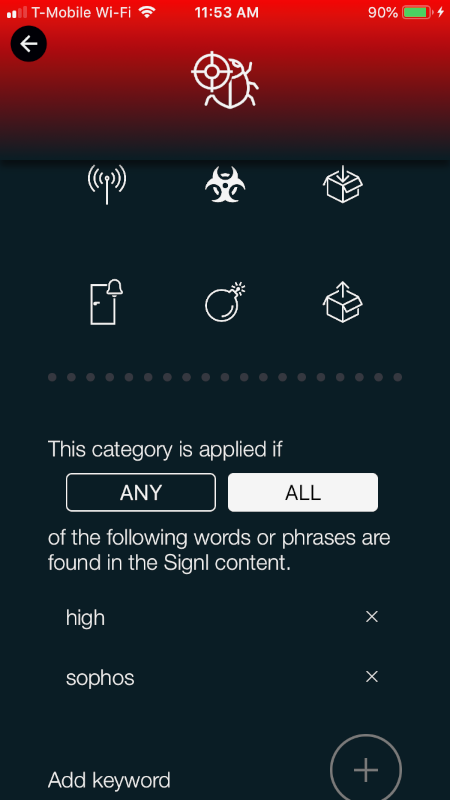 T-Mobile Wi-Fi 11:53 AM 90%
This category is applied if
ANY ALL
of the following words or phrases are
found in the Signl content.
high ×
sophos ×
Add keyword